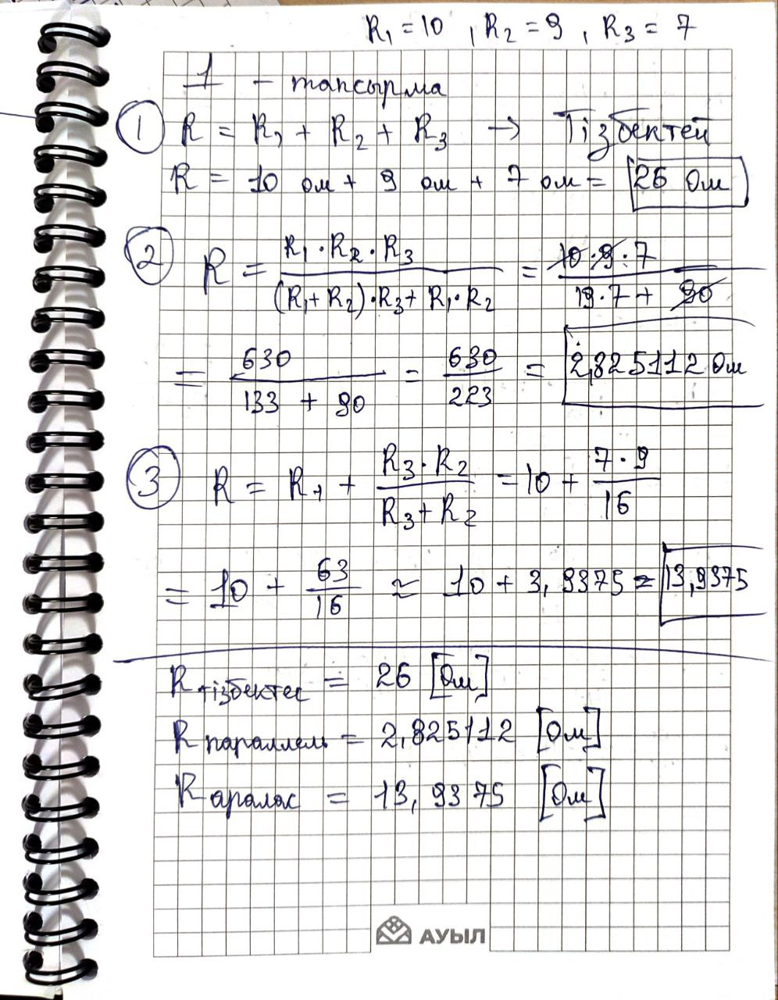 R₁ = 10 , R₂ = 9 , R₃ = 7
1 – тапсырма
① R = R₁ + R₂ + R₃ → Тізбектей
R = 10 ом + 9 ом + 7 ом = 26 Ом
② R = R₁·R₂·R₃ / (R₁+R₂)·R₃+R₁·R₂ = 10·9·7 / 19·7 + 90
= 630 / 133 + 90 = 630 / 223 = 2,825112 Ом
③ R = R₁ + R₃·R₂ / R₃+R₂ = 10 + 7·9 / 16
= 10 + 63 / 16 ≈ 10 + 3,9375 = 13,9375
R тізбектес = 26 [Ом]
R параллель = 2,825112 [Ом]
R аралас = 13,9375 [Ом]
АУЫЛ